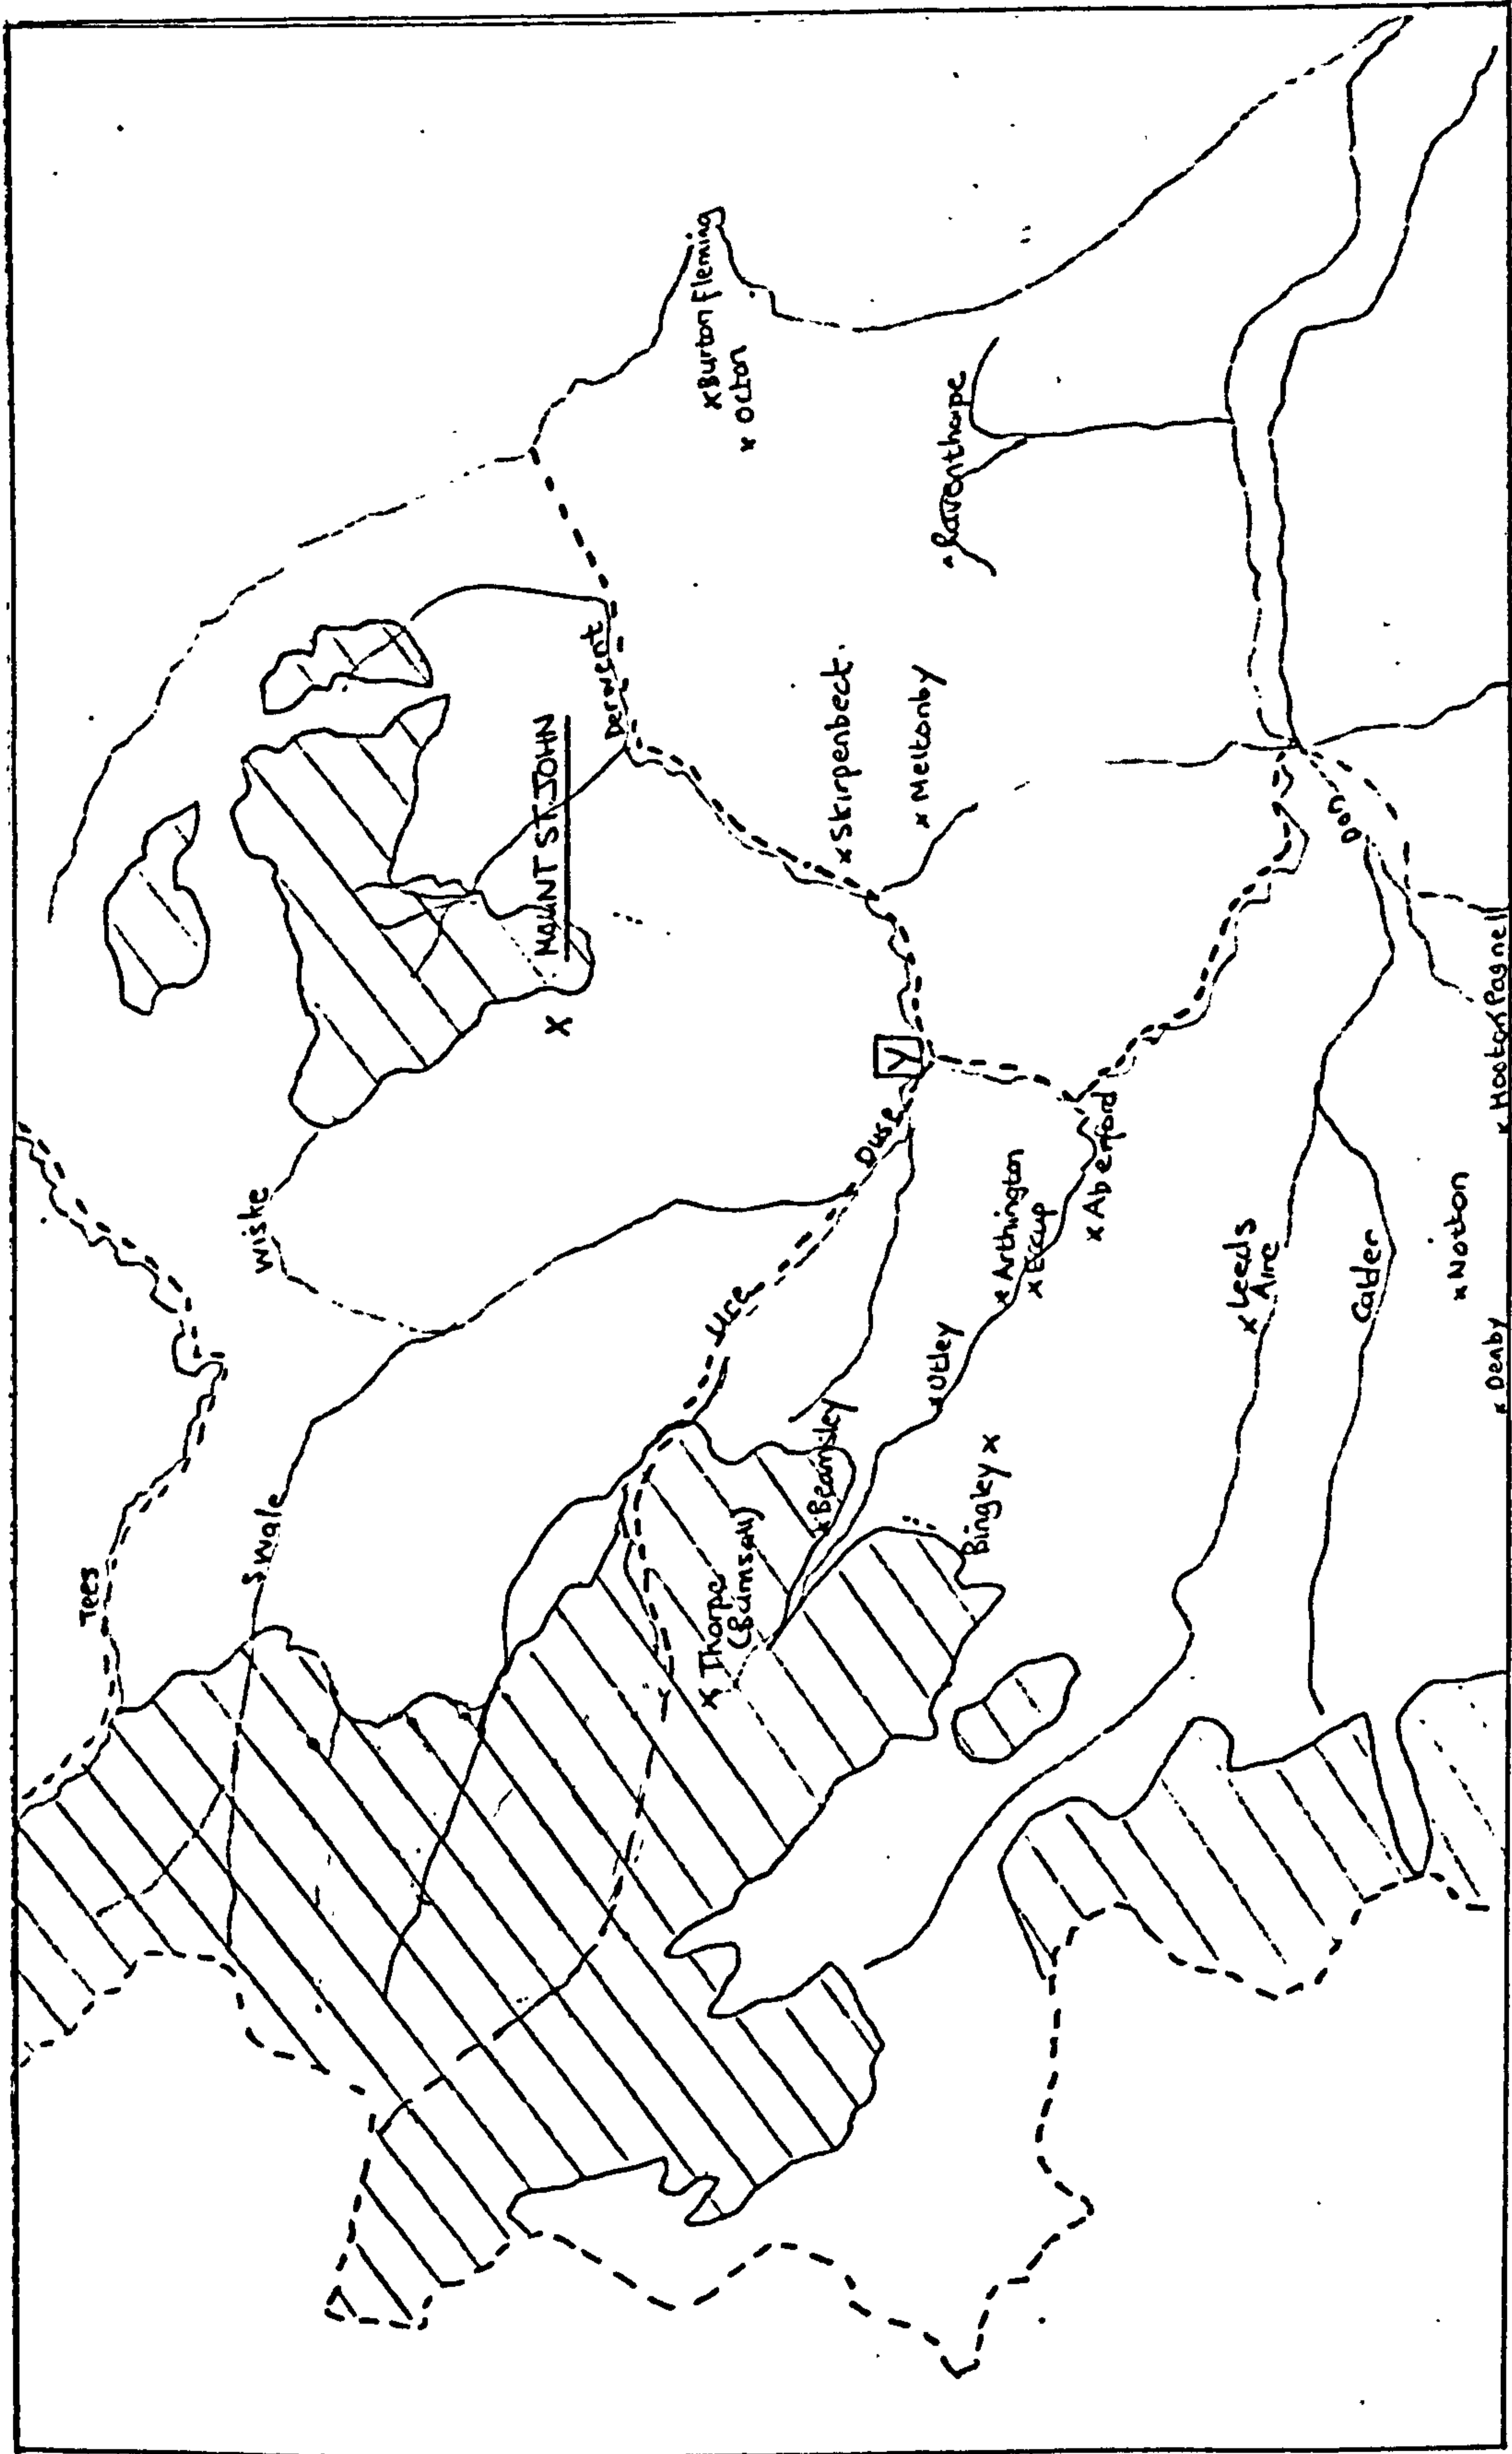 Tees
Swale
Wiske
MOUNT ST. JOHN
X
Derwent
x Burton Fleming
x Octon
Ure
x Thorpe
(Burnsall)
x Beamsley
Ouse
Y
x Skirpenbeck
x Meltonby
Raventhorpe
x Utley
Bingley x
x Arthington
x Eccup
x Aberford
x Leeds
Aire
Calder
Don
x Notton
x Denby
x Hooton Pagnell